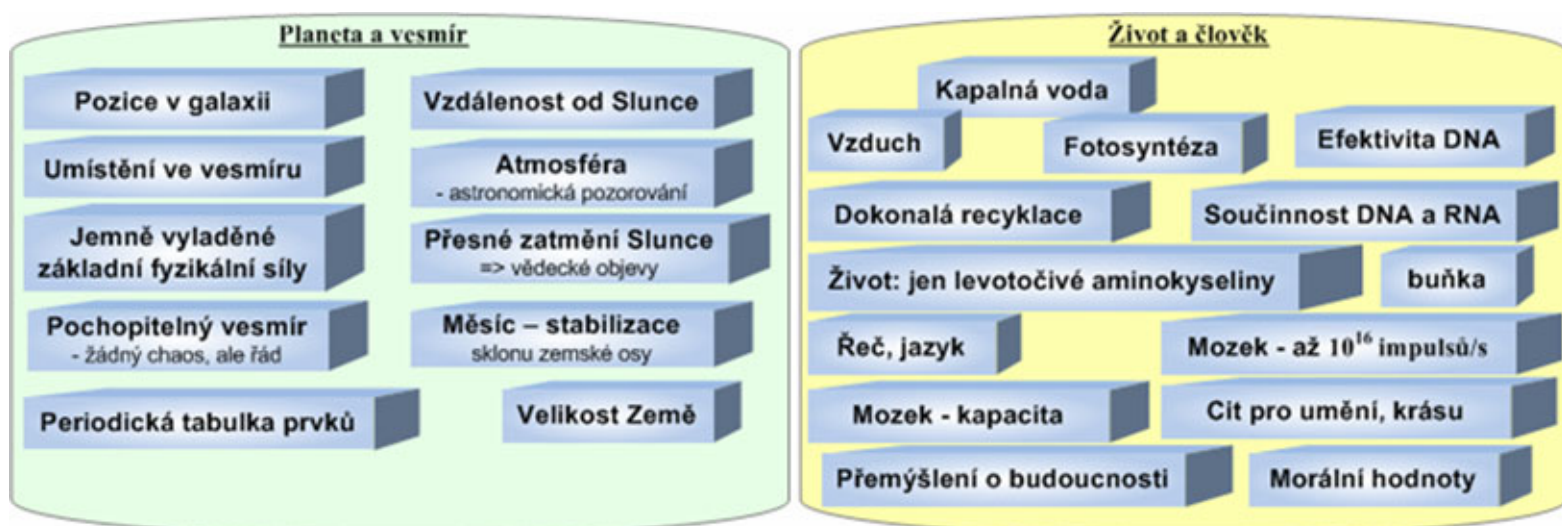 Planeta a vesmír
Pozice v galaxii
Vzdálenost od Slunce
Umístění ve vesmíru
Atmosféra
- astronomická pozorování
Jemně vyladěné
základní fyzikální síly
Přesné zatmění Slunce
=> vědecké objevy
Pochopitelný vesmír
- žádný chaos, ale řád
Měsíc – stabilizace
sklonu zemské osy
Periodická tabulka prvků
Velikost Země
Život a člověk
Kapalná voda
Vzduch
Fotosyntéza
Efektivita DNA
Dokonalá recyklace
Součinnost DNA a RNA
Život: jen levotočivé aminokyseliny
buňka
Řeč, jazyk
Mozek - až 10¹⁶ impulsů/s
Mozek - kapacita
Cit pro umění, krásu
Přemýšlení o budoucnosti
Morální hodnoty